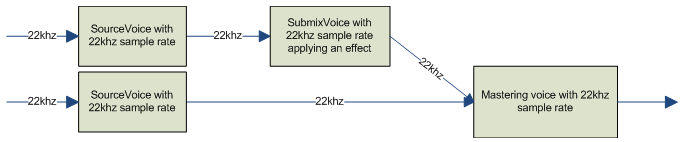 22khz
SourceVoice with
22khz sample rate
22khz
SubmixVoice with
22khz sample rate
applying an effect
22khz
22khz
SourceVoice with
22khz sample rate
22khz
Mastering voice with 22khz
sample rate